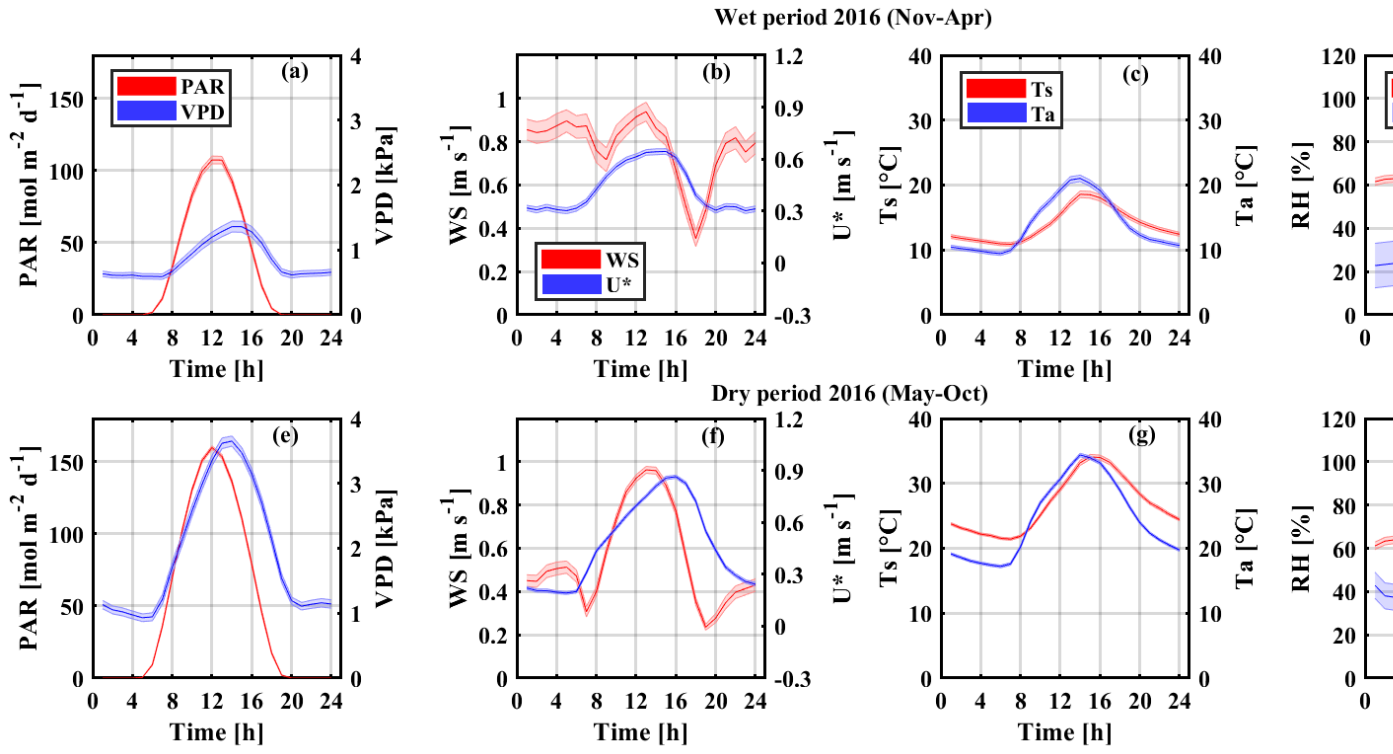 Wet period 2016 (Nov-Apr)
(a)
PAR
VPD
PAR [mol m-2 d-1]
150
100
50
0
VPD [kPa]
4
3
2
1
0
0 4 8 12 16 20 24
Time [h]
(b)
WS
U*
WS [m s-1]
1
0.8
0.6
0.4
0.2
0
U* [m s-1]
1.2
0.9
0.6
0.3
0
-0.3
0 4 8 12 16 20 24
Time [h]
(c)
Ts
Ta
Ts [°C]
40
30
20
10
0
Ta [°C]
40
30
20
10
0
0 4 8 12 16 20 24
Time [h]
RH [%]
120
100
80
60
40
20
0
0
Dry period 2016 (May-Oct)
(e)
PAR [mol m-2 d-1]
150
100
50
0
VPD [kPa]
4
3
2
1
0
0 4 8 12 16 20 24
Time [h]
(f)
WS [m s-1]
1
0.8
0.6
0.4
0.2
0
U* [m s-1]
1.2
0.9
0.6
0.3
0
-0.3
0 4 8 12 16 20 24
Time [h]
(g)
Ts [°C]
40
30
20
10
0
Ta [°C]
40
30
20
10
0
0 4 8 12 16 20 24
Time [h]
RH [%]
120
100
80
60
40
20
0
0